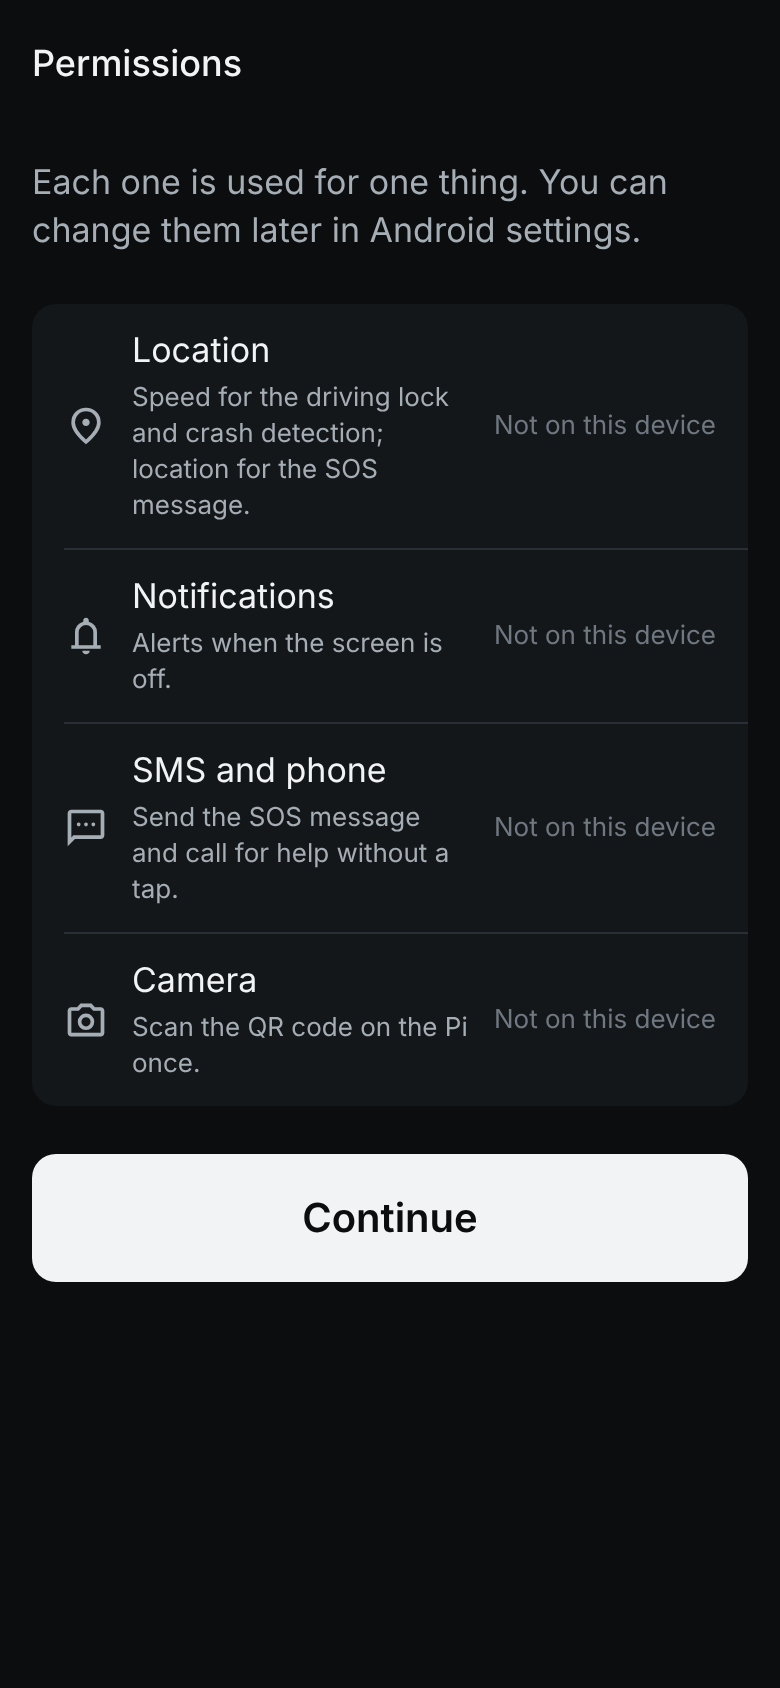 Permissions
Each one is used for one thing. You can
change them later in Android settings.
Location
Speed for the driving lock
and crash detection;
location for the SOS
message.
Not on this device
Notifications
Alerts when the screen is
off.
Not on this device
SMS and phone
Send the SOS message
and call for help without a
tap.
Not on this device
Camera
Scan the QR code on the Pi
once.
Not on this device
Continue